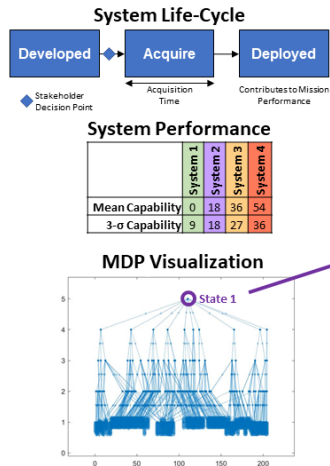 System Life-Cycle
Developed
Acquire
Deployed
Stakeholder
Decision Point
Acquisition
Time
Contributes to Mission
Performance
System Performance
System 1
System 2
System 3
System 4
Mean Capability 0 18 36 54
3-σ Capability 9 18 27 36
MDP Visualization
State 1
5
4
3
2
1
0
0 50 100 150 200